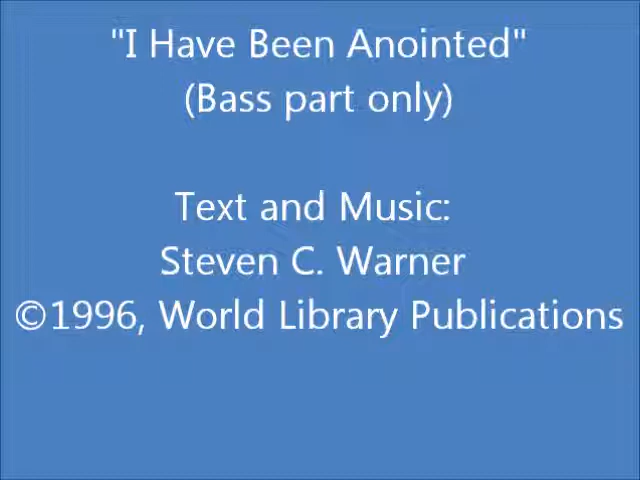 "I Have Been Anointed"
(Bass part only)
Text and Music:
Steven C. Warner
©1996, World Library Publications